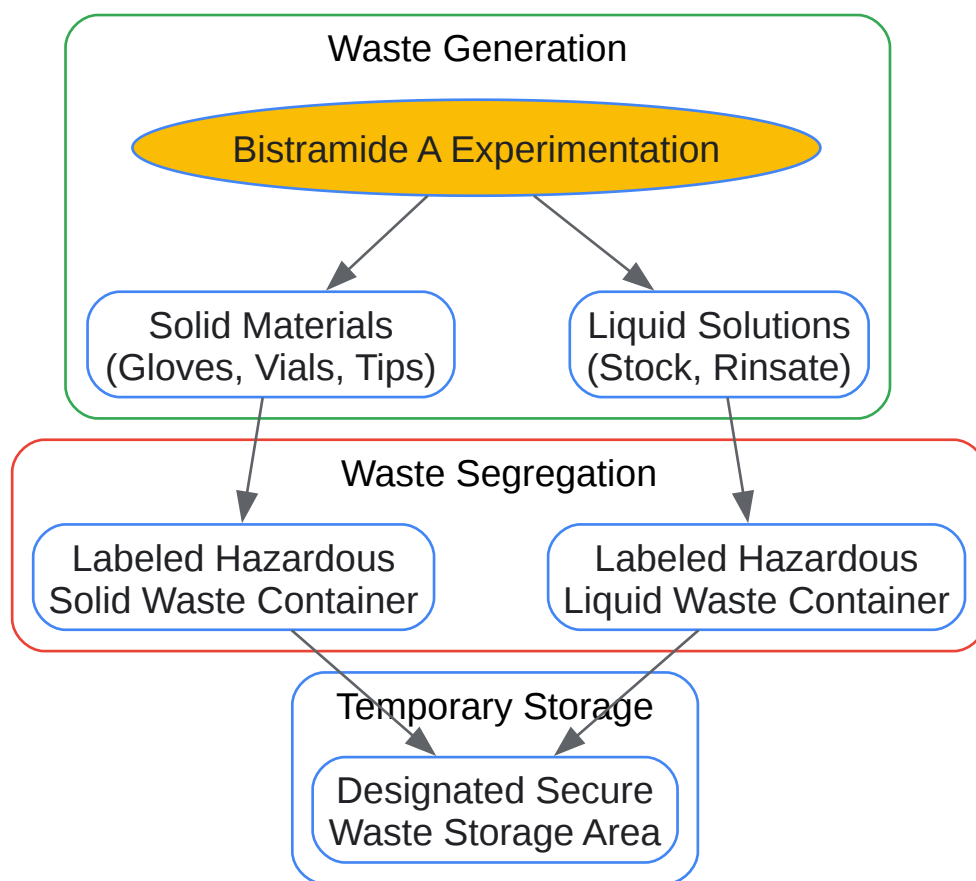 Waste Generation
Bistramide A Experimentation
Solid Materials
(Gloves, Vials, Tips)
Liquid Solutions
(Stock, Rinsate)
Waste Segregation
Labeled Hazardous
Solid Waste Container
Labeled Hazardous
Liquid Waste Container
Temporary Storage
Designated Secure
Waste Storage Area